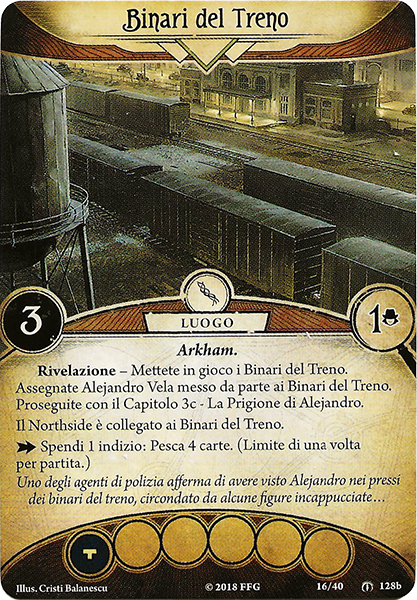 Binari del Treno
3
1
LUOGO
Arkham.
Rivelazione – Mettete in gioco i Binari del Treno.
Assegnate Alejandro Vela messo da parte ai Binari del Treno.
Proseguite con il Capitolo 3c - La Prigione di Alejandro.
Il Northside è collegato ai Binari del Treno.
Spendi 1 indizio: Pesca 4 carte. (Limite di una volta
per partita.)
Uno degli agenti di polizia afferma di avere visto Alejandro nei pressi
dei binari del treno, circondato da alcune figure incappucciate…
Illus. Cristi Balanescu
© 2018 FFG
16/40
128b